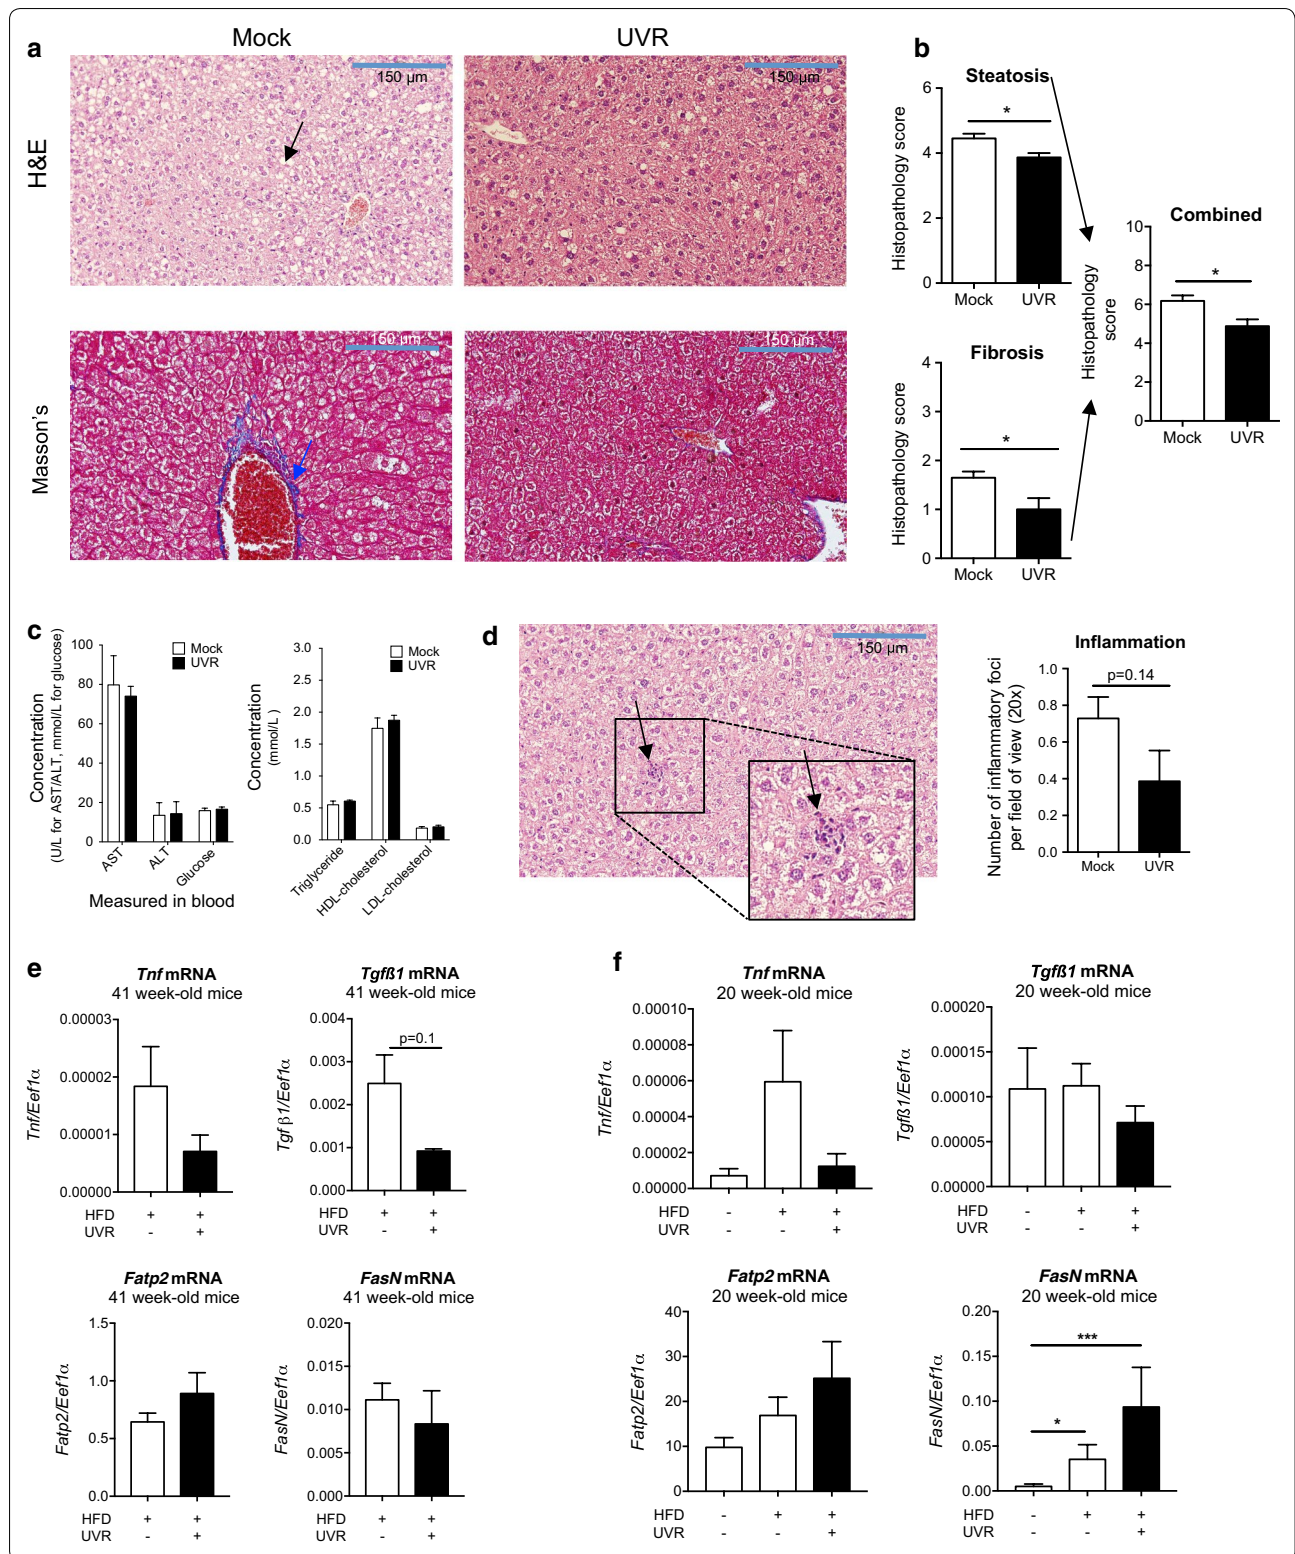 a
Mock
UVR
H&E
150 µm
150 µm
Masson's
150 µm
150 µm
b
Steatosis
Histopathology score
6
4
2
0
*
Mock UVR
Fibrosis
Histopathology score
4
3
2
1
0
*
Mock UVR
Combined
Histopathology
score
10
8
6
4
2
0
*
Mock UVR
c
Concentration
(U/L for AST/ALT, mmol/L for glucose)
100
80
60
40
20
0
Mock
UVR
AST
ALT
Glucose
Measured in blood
Concentration
(mmol/L )
3.0
2.5
2.0
1.5
1.0
0.5
0.0
Mock
UVR
Triglyceride
HDL-cholesterol
LDL-cholesterol
d
150 µm
Inflammation
Number of inflammatory foci
per field of view (20x)
1.0
0.8
0.6
0.4
0.2
0.0
p=0.14
Mock UVR
e
Tnf mRNA
41 week-old mice
Tnf/Eef1α
0.00003
0.00002
0.00001
0.00000
HFD + +
UVR - +
Tgfß1 mRNA
41 week-old mice
Tgf β1/Eef1α
0.004
0.003
0.002
0.001
0.000
p=0.1
HFD + +
UVR - +
Fatp2 mRNA
41 week-old mice
Fatp2/Eef1α
1.5
1.0
0.5
0.0
HFD + +
UVR - +
FasN mRNA
41 week-old mice
FasN/Eef1α
0.020
0.015
0.010
0.005
0.000
HFD + +
UVR - +
f
Tnf mRNA
20 week-old mice
Tnf/Eef1α
0.00010
0.00008
0.00006
0.00004
0.00002
0.00000
HFD - + +
UVR - - +
Tgfß1 mRNA
20 week-old mice
Tgfß1/Eef1α
0.00020
0.00015
0.00010
0.00005
0.00000
HFD - + +
UVR - - +
Fatp2 mRNA
20 week-old mice
Fatp2/Eef1α
40
30
20
10
0
HFD - + +
UVR - - +
FasN mRNA
20 week-old mice
FasN/Eef1α
0.20
0.15
0.10
0.05
0.00
***
*
HFD - + +
UVR - - +